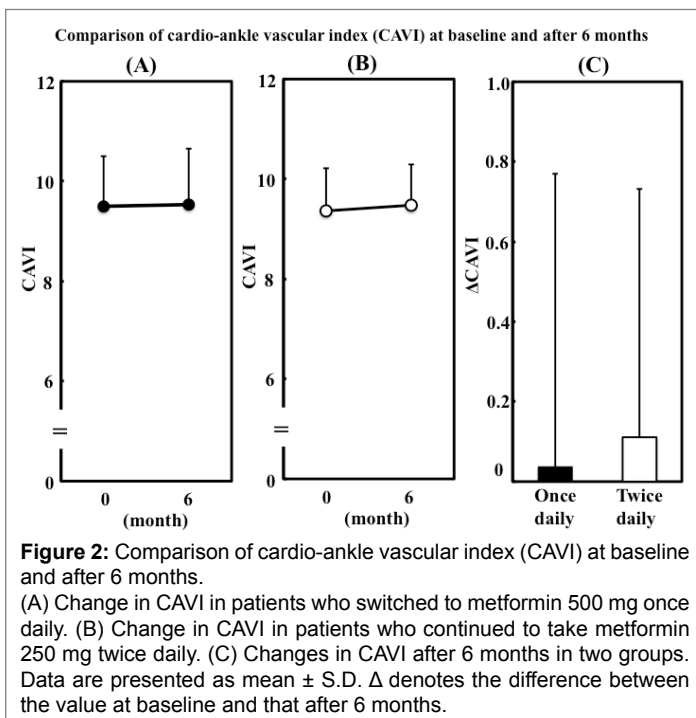 Comparison of cardio-ankle vascular index (CAVI) at baseline and after 6 months
(A)
12
10
8
6
0
CAVI
0 6
(month)
(B)
12
10
8
6
0
CAVI
0 6
(month)
(C)
1.0
0.8
0.6
0.4
0.2
0
ΔCAVI
Once Twice
daily daily
Figure 2: Comparison of cardio-ankle vascular index (CAVI) at baseline
and after 6 months.
(A) Change in CAVI in patients who switched to metformin 500 mg once
daily. (B) Change in CAVI in patients who continued to take metformin
250 mg twice daily. (C) Changes in CAVI after 6 months in two groups.
Data are presented as mean ± S.D. Δ denotes the difference between
the value at baseline and that after 6 months.